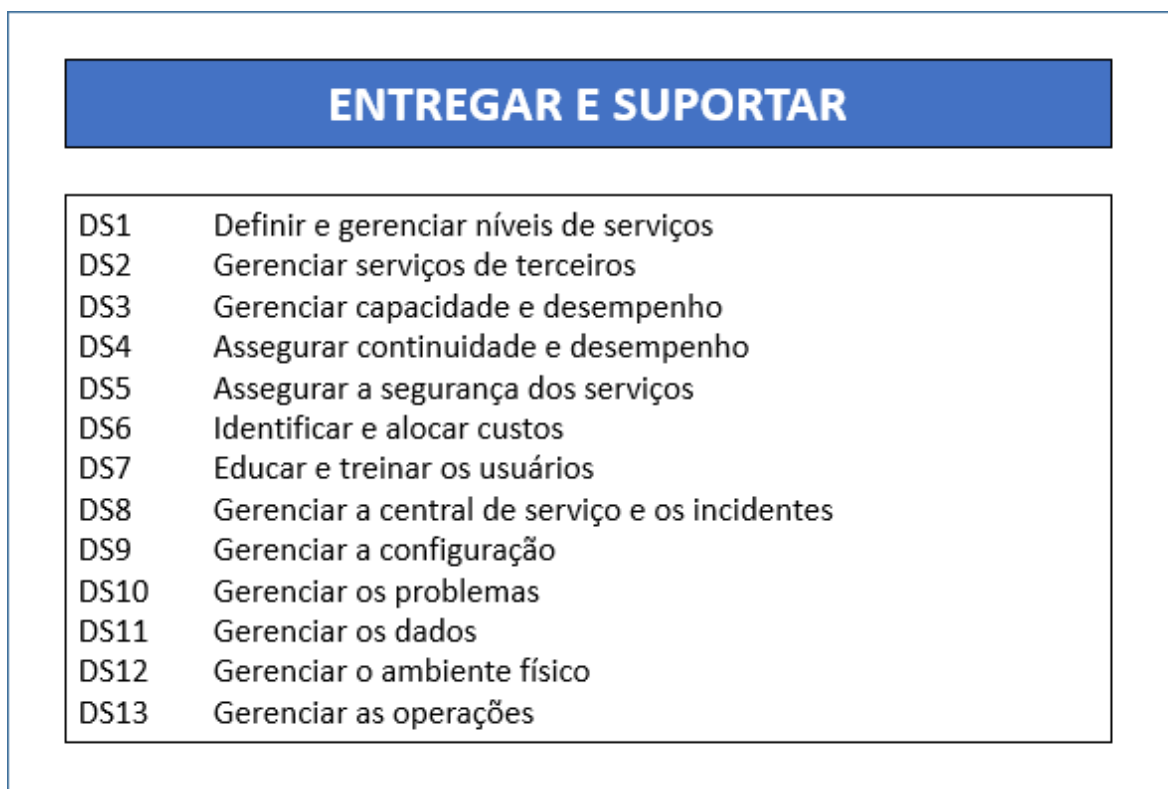 ENTREGAR E SUPORTAR
DS1 Definir e gerenciar níveis de serviços
DS2 Gerenciar serviços de terceiros
DS3 Gerenciar capacidade e desempenho
DS4 Assegurar continuidade e desempenho
DS5 Assegurar a segurança dos serviços
DS6 Identificar e alocar custos
DS7 Educar e treinar os usuários
DS8 Gerenciar a central de serviço e os incidentes
DS9 Gerenciar a configuração
DS10 Gerenciar os problemas
DS11 Gerenciar os dados
DS12 Gerenciar o ambiente físico
DS13 Gerenciar as operações